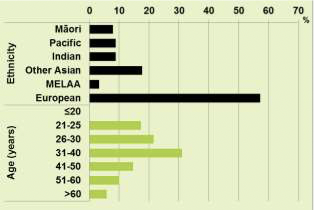 0 10 20 30 40 50 60 70
%
Ethnicity
Māori
Pacific
Indian
Other Asian
MELAA
European
Age (years)
≤20
21-25
26-30
31-40
41-50
51-60
>60